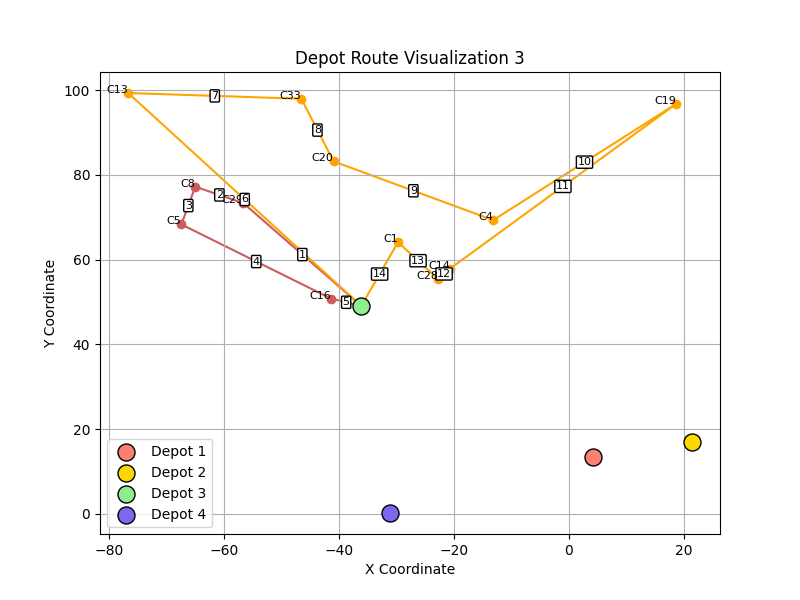 Depot Route Visualization 3
Y Coordinate
100
80
60
40
20
0
C13
7
C33
C19
8
C20
10
9
11
C8
2
C29
6
3
C5
C4
4
1
C1
13
C14
C28
12
14
C16
5
Depot 1
Depot 2
Depot 3
Depot 4
−80
−60
−40
−20
0
20
X Coordinate